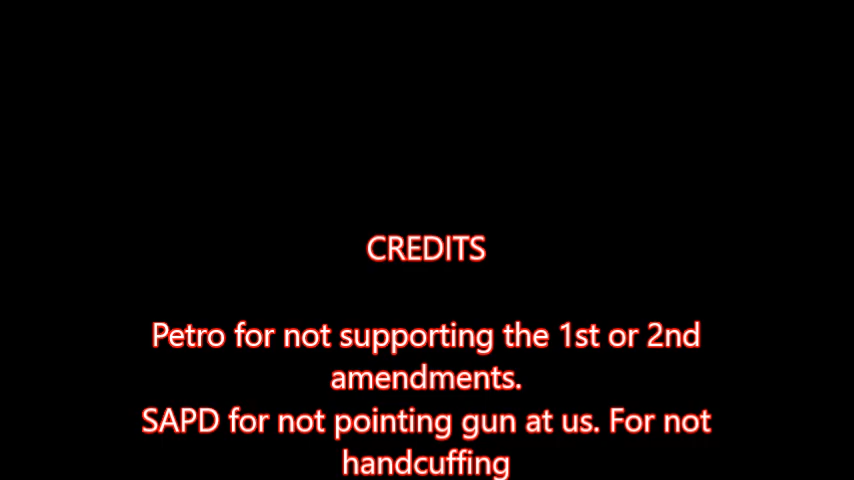 CREDITS
Petro for not supporting the 1st or 2nd
amendments.
SAPD for not pointing gun at us. For not
handcuffing